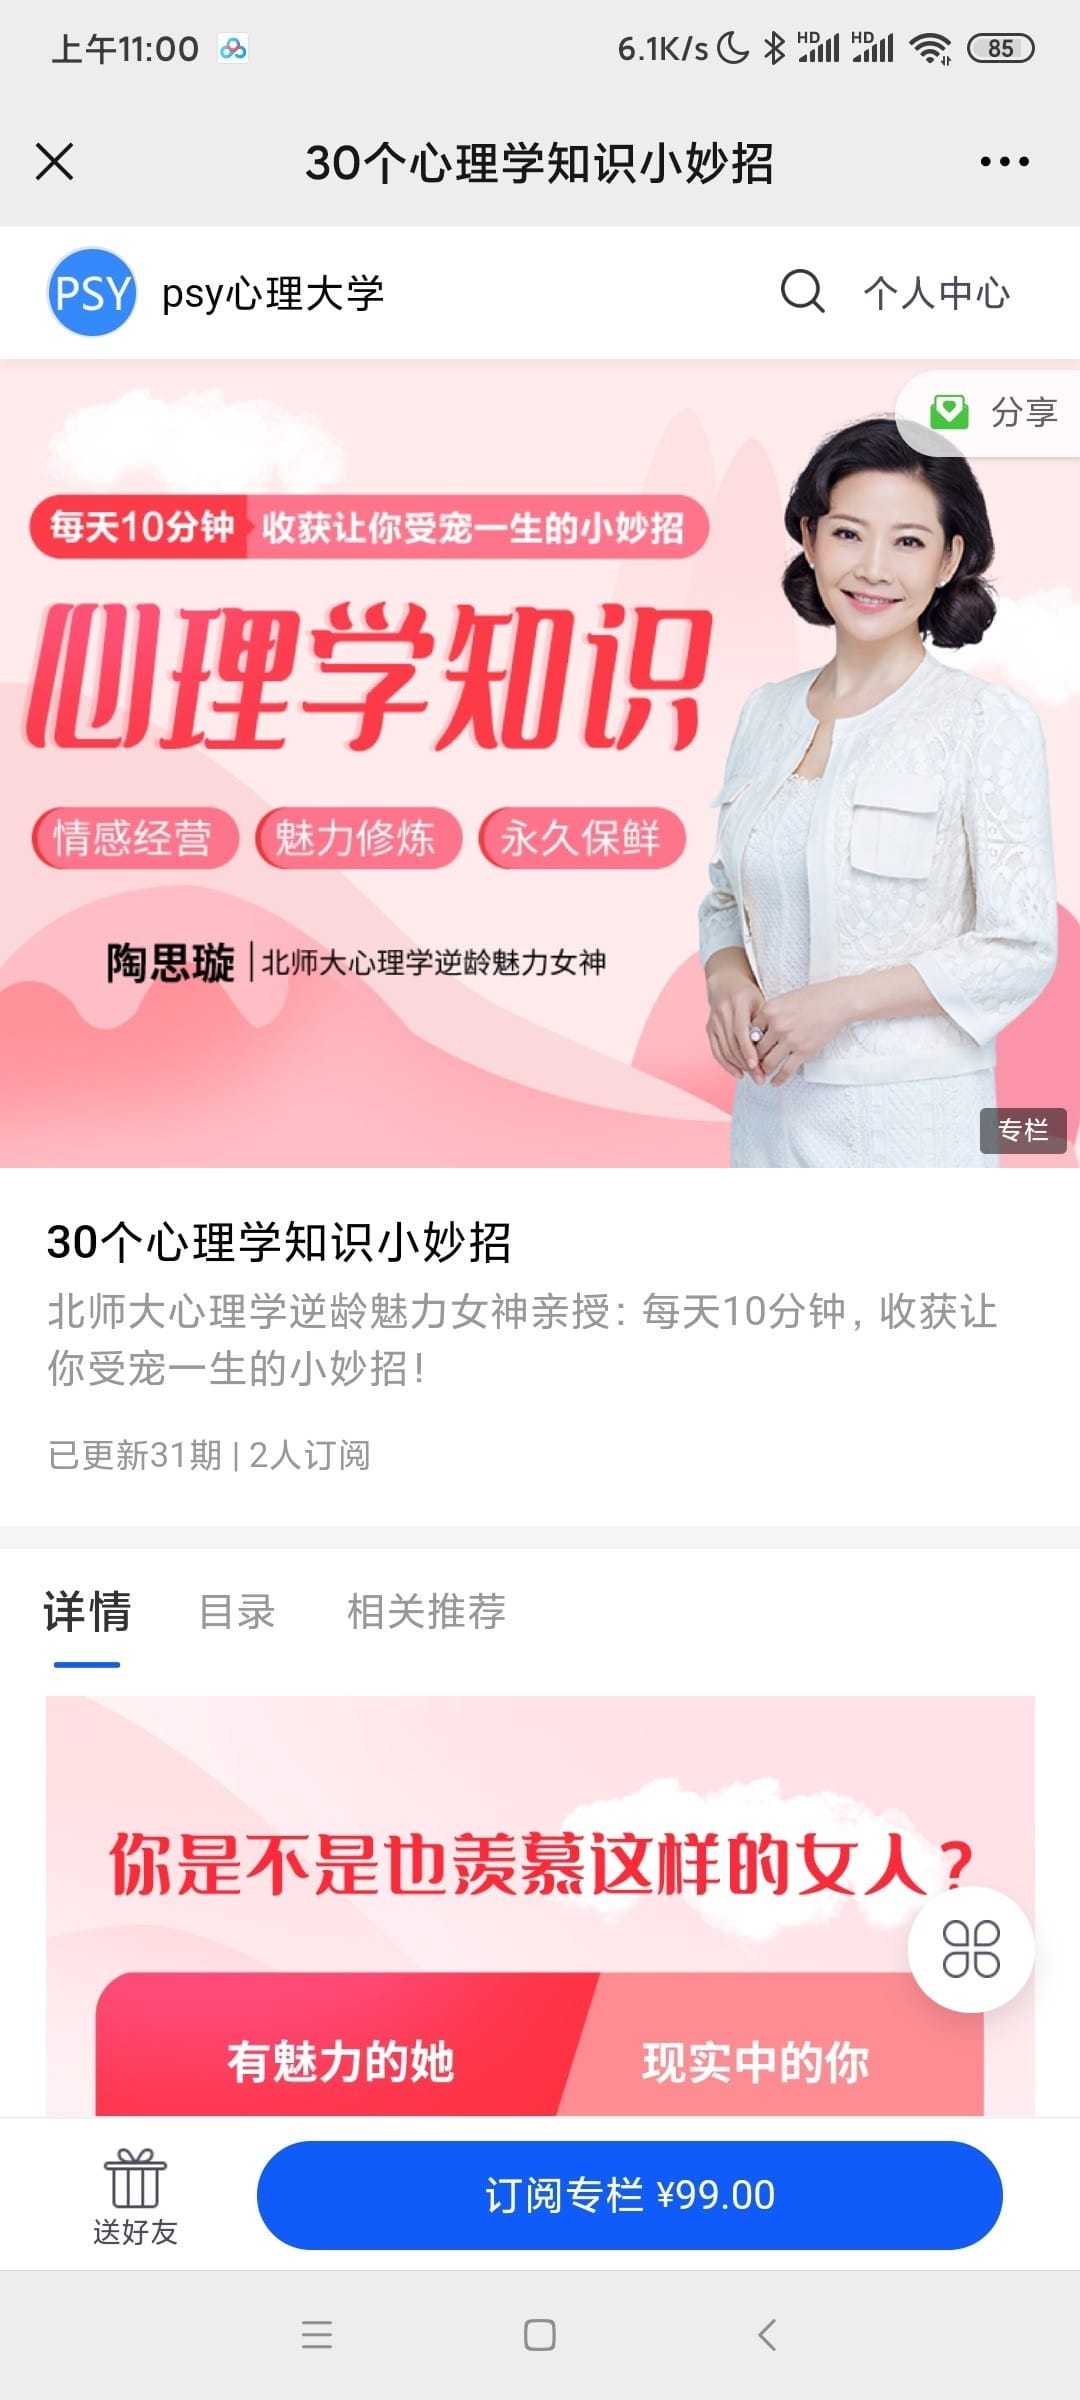 上午11:00
6.1K/s HD HD 85
30个心理学知识小妙招
PSY psy心理大学 个人中心
分享
每天10分钟 收获让你受宠一生的小妙招
心理学知识
情感经营 魅力修炼 永久保鲜
陶思璇 | 北师大心理学逆龄魅力女神
专栏
30个心理学知识小妙招
北师大心理学逆龄魅力女神亲授：每天10分钟，收获让
你受宠一生的小妙招！
已更新31期 | 2人订阅
详情 目录 相关推荐
你是不是也羡慕这样的女人？
有魅力的她 现实中的你
送好友
订阅专栏 ¥99.00